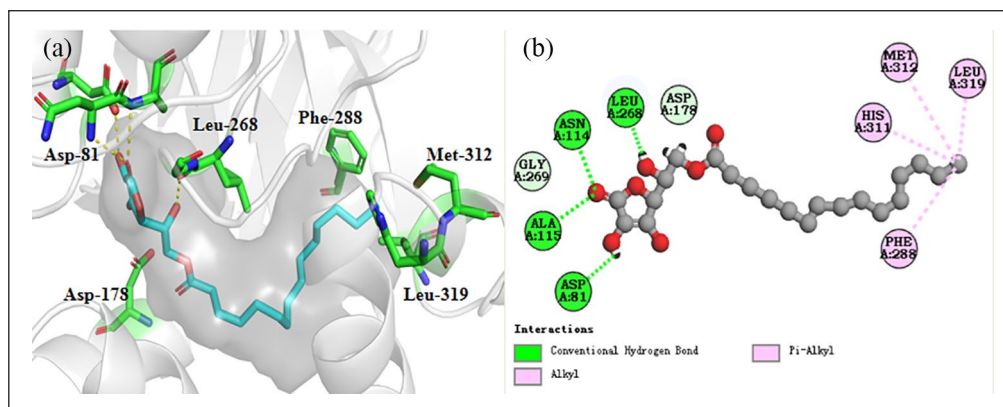 (a)
Asp-81
Leu-268
Phe-288
Met-312
Asp-178
Leu-319
(b)
MET
A:312
LEU
A:319
LEU
A:268
ASP
A:178
ASN
A:114
HIS
A:311
GLY
A:269
ALA
A:115
PHE
A:288
ASP
A:81
Interactions
Conventional Hydrogen Bond
Pi-Alkyl
Alkyl